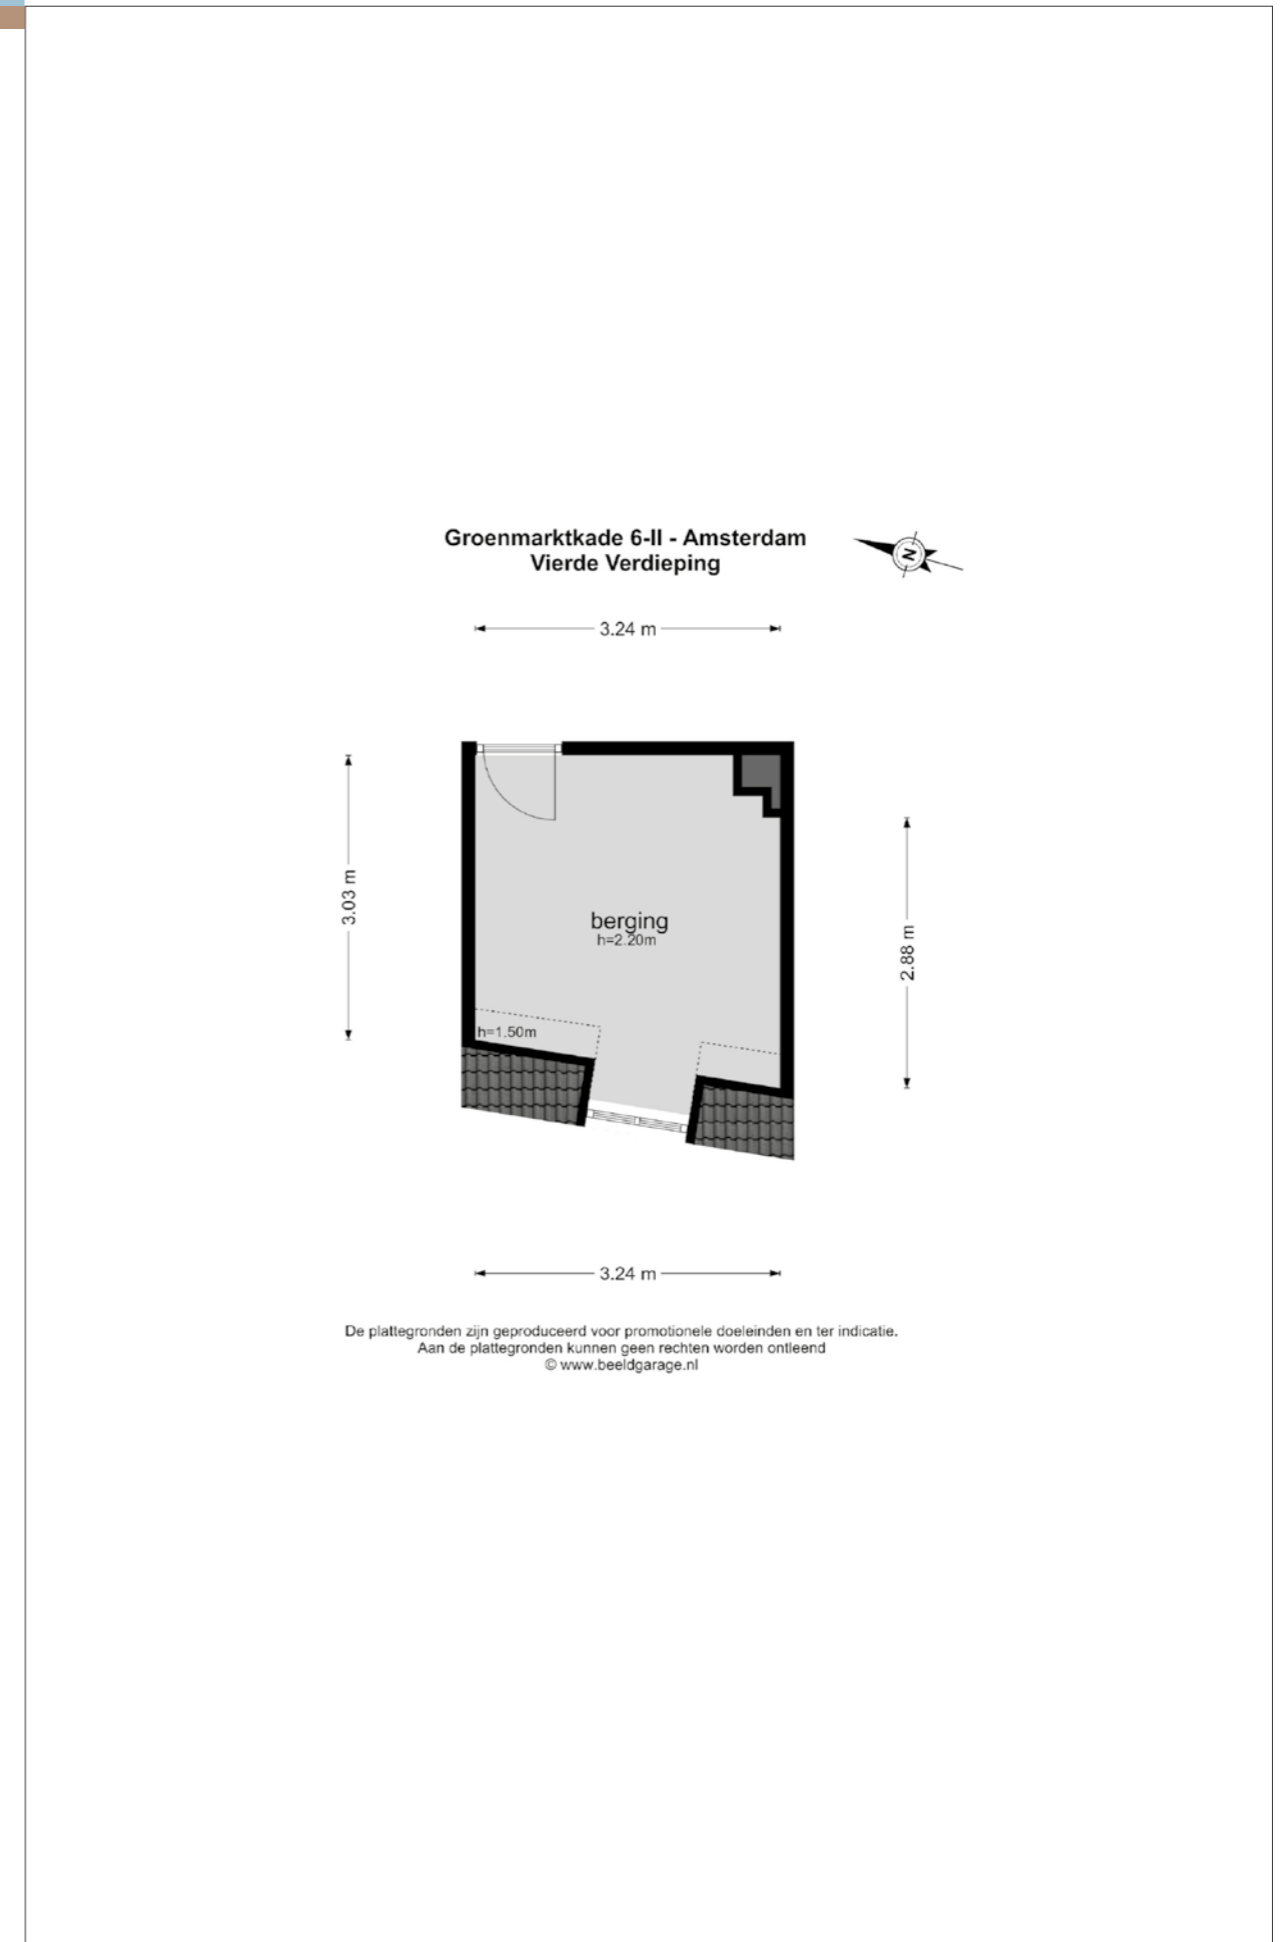 Groenmarktkade 6-II - Amsterdam
Vierde Verdieping
N
3.24 m
3.03 m
berging
h=2.20m
2.88 m
h=1.50m
3.24 m
De plattegronden zijn geproduceerd voor promotionele doeleinden en ter indicatie.
Aan de plattegronden kunnen geen rechten worden ontleend
© www.beeldgarage.nl